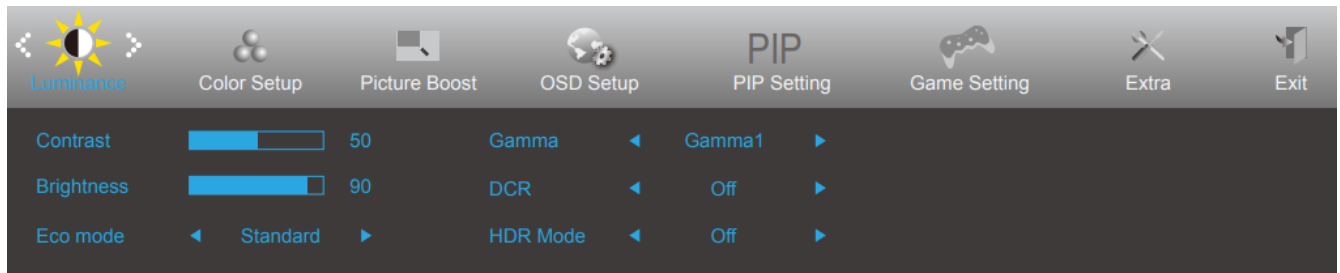 PIP
Luminance Color Setup Picture Boost OSD Setup PIP Setting Game Setting Extra Exit
Contrast 50 Gamma Gamma1
Brightness 90 DCR Off
Eco mode Standard HDR Mode Off